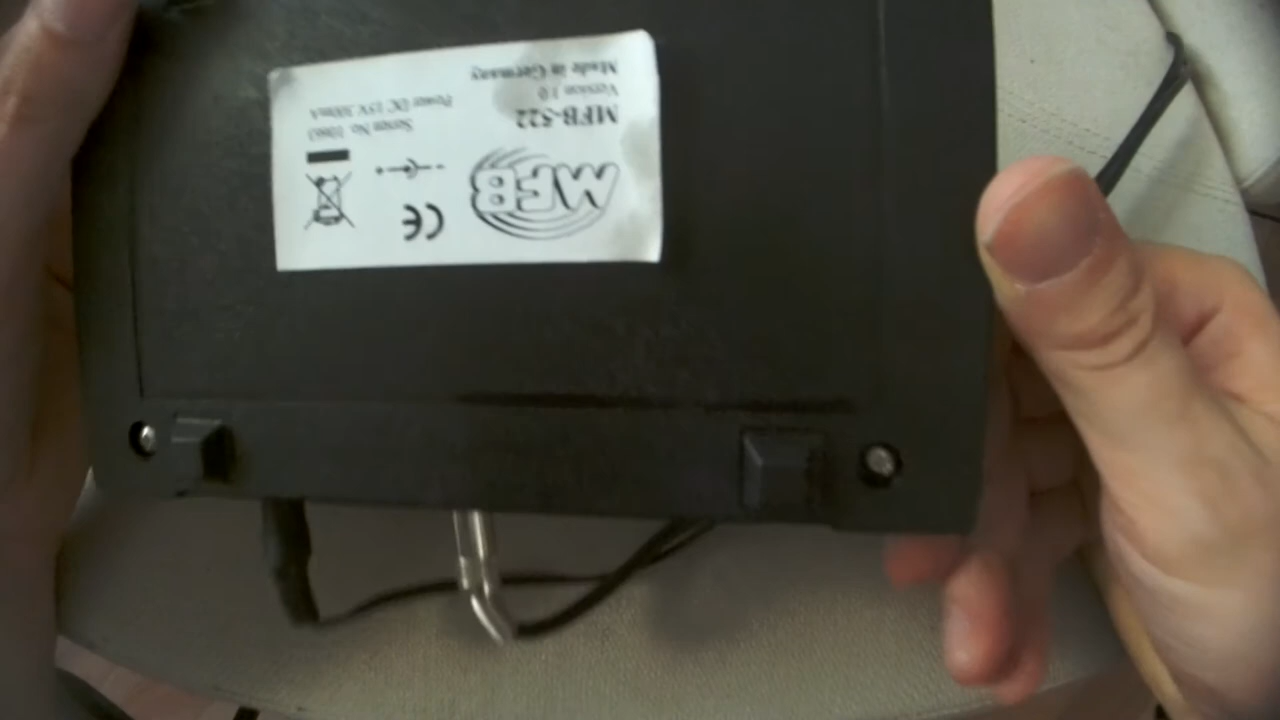 MFB
CE
MFB-522
Version 1.0
Made in Germany
Power DC 15V, 300mA